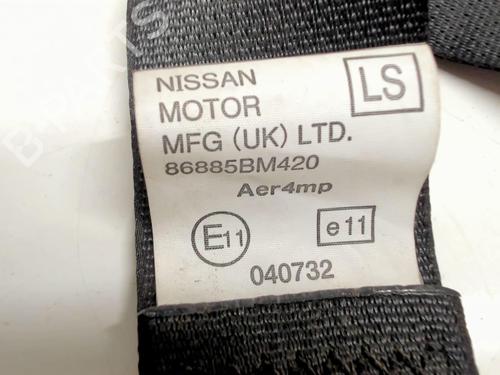 NISSAN
LS
MOTOR
MFG (UK) LTD.
86885BM420
Aer4mp
E11
e11
040732